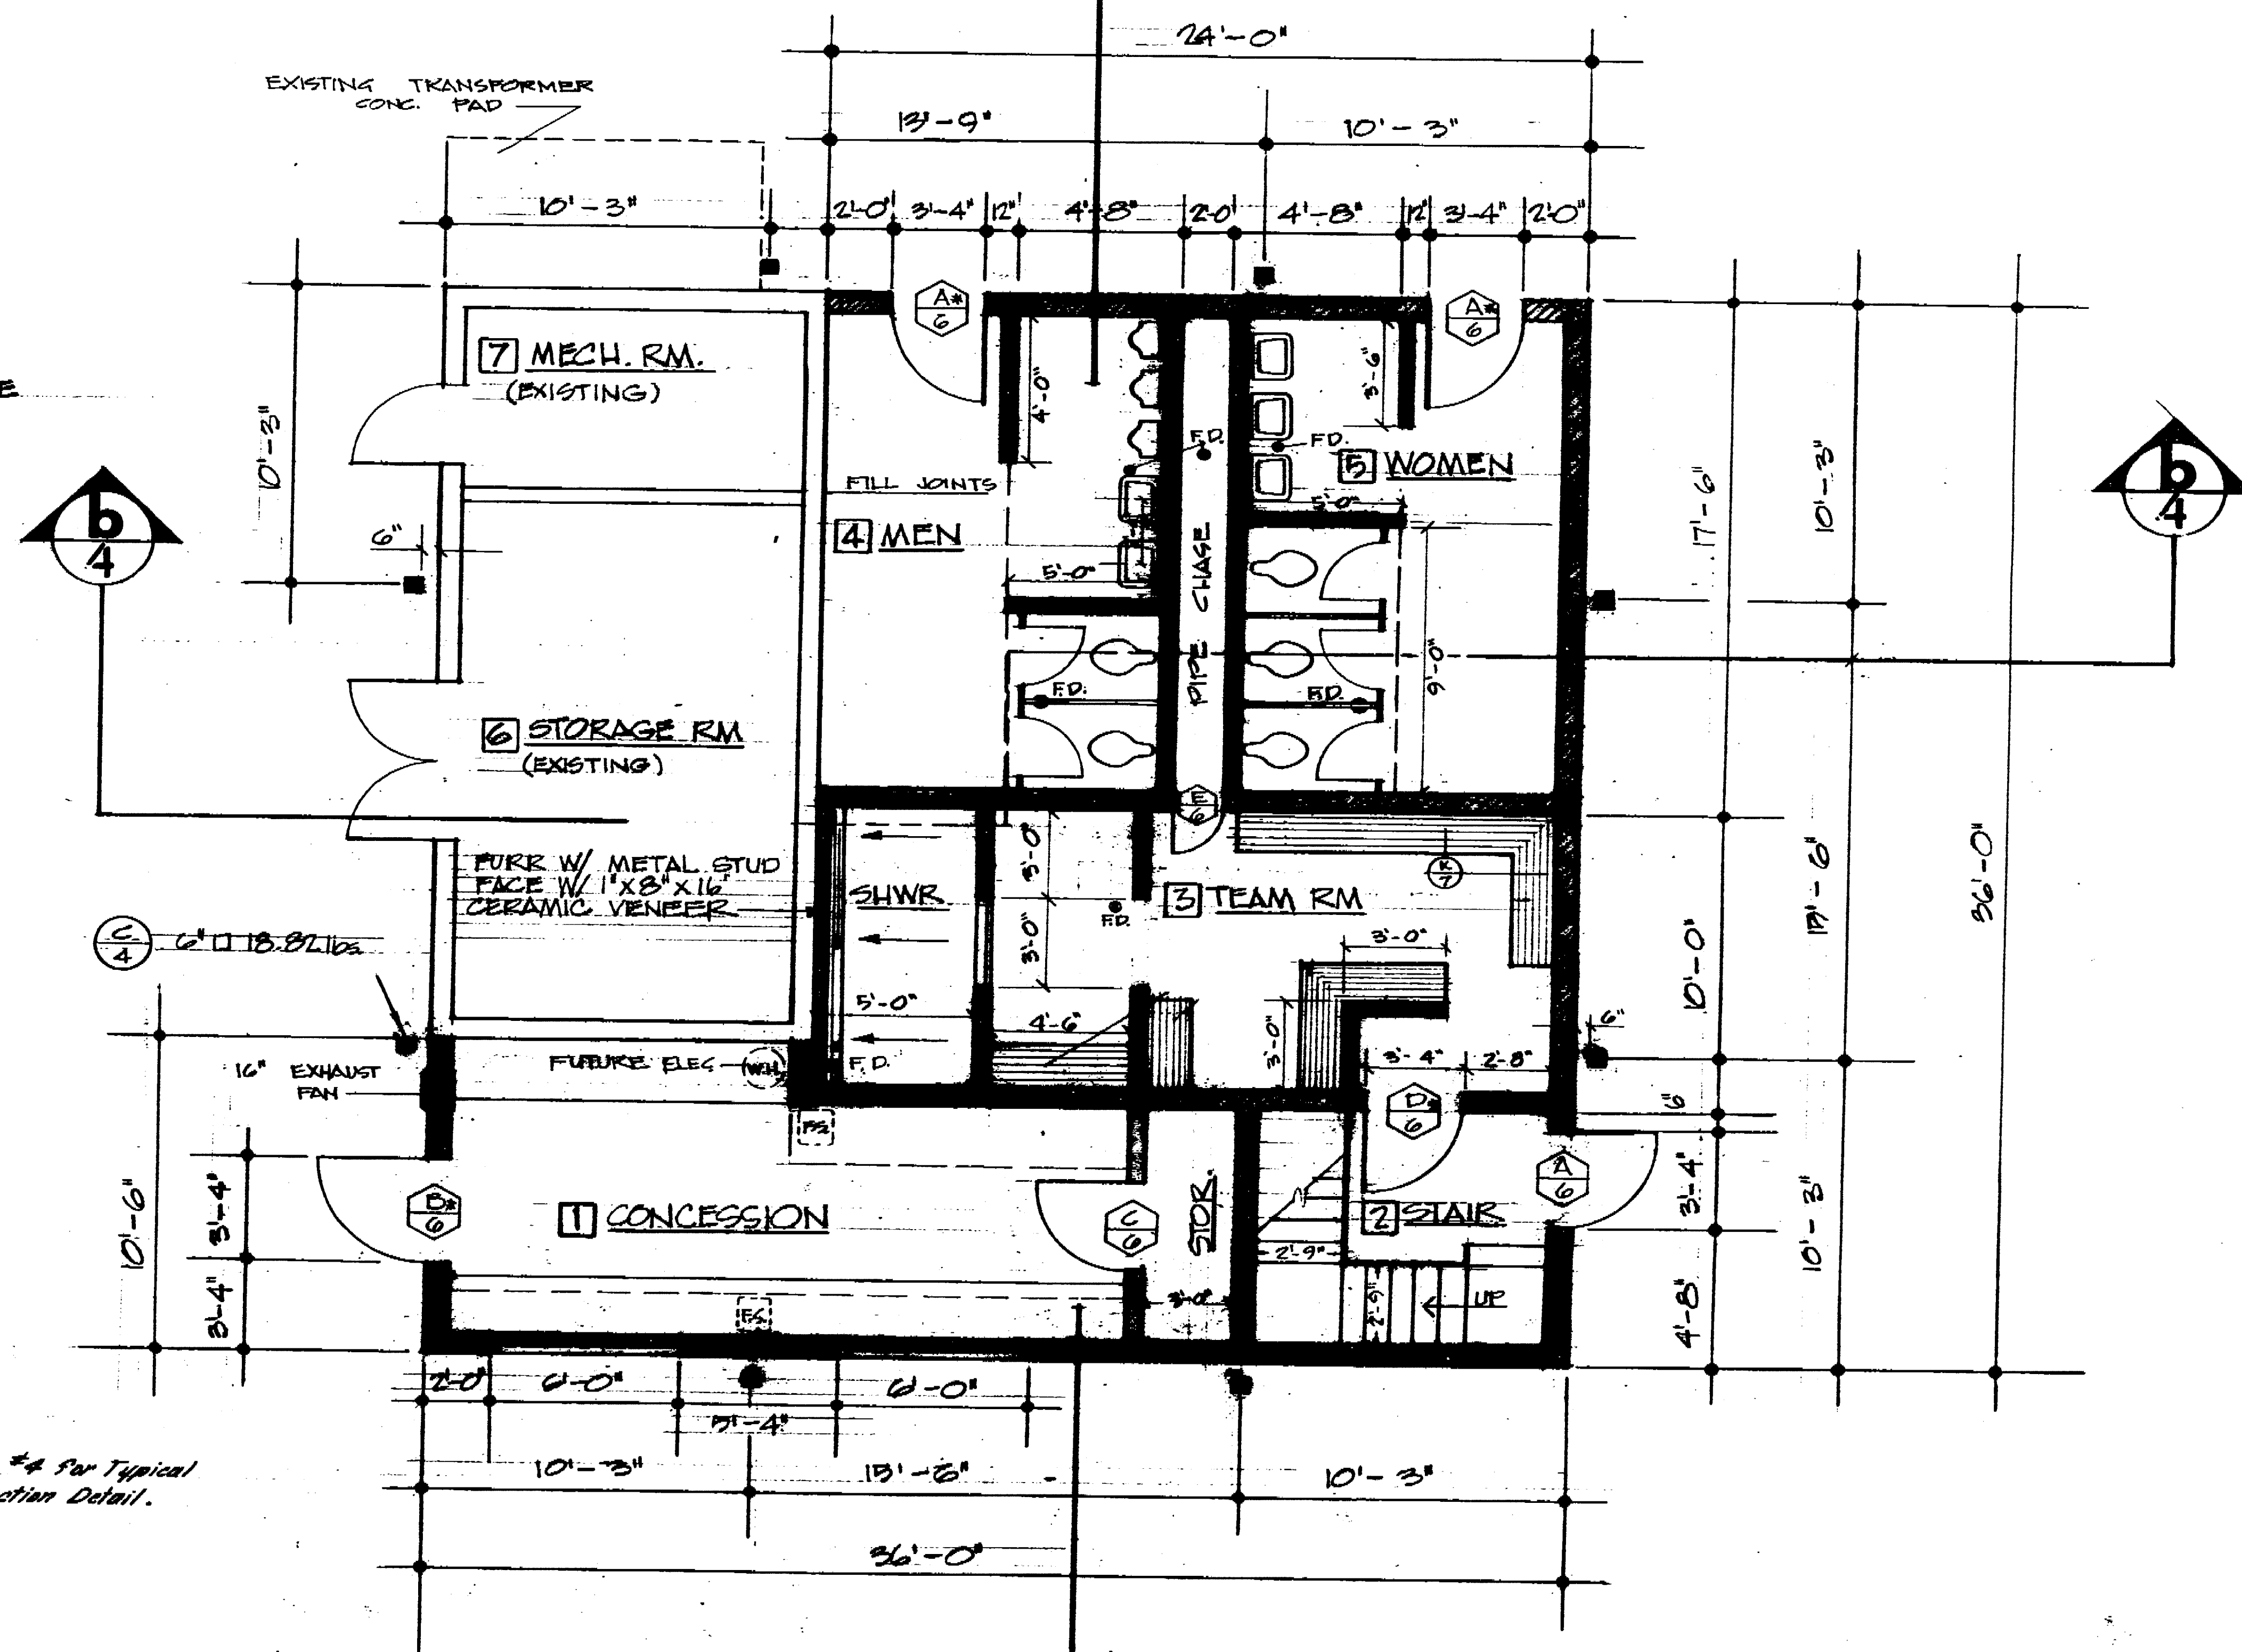 24'-0"
EXISTING TRANSFORMER
CONC. PAD
13'-9"
10'-3"
10'-3"
2'-0"
3'-4"
12"
4'-8"
2'-0"
4'-8"
12"
3'-4"
2'-0"
A*
6
A*
6
7 MECH. RM.
(EXISTING)
E
10'-3"
4'-0"
3'-6"
F.D.
F.D.
5 WOMEN
17'-6"
10'-3"
b
4
b
4
FILL JOINTS
4 MEN
5'-0"
5'-0"
6"
PIPE CHASE
9'-0"
F.D.
F.D.
6 STORAGE RM
(EXISTING)
E
6
FURR W/ METAL STUD
FACE W/ 1"X8"X16"
CERAMIC VENEER
SHWR
3'-0"
3'-0"
F.D.
3 TEAM RM
K
7
15'-6"
36'-0"
C
4
6" □ 18.82 lbs
3'-0"
10'-0"
5'-0"
4'-6"
3'-0"
6"
16" EXHAUST
FAN
FUTURE ELEC
W.H.
F.D.
3'-4"
2'-8"
D*
6
6"
F.S.
A
6
10'-6"
3'-4"
B*
6
1 CONCESSION
C
6
STOR.
2 STAIR
3'-4"
10'-3"
2'-9"
3'-4"
F.S.
3'-0"
2'-9"
UP
4'-8"
2'-0"
6'-0"
6'-0"
5'-4"
#4 for Typical
ction Detail.
10'-3"
15'-6"
10'-3"
36'-0"